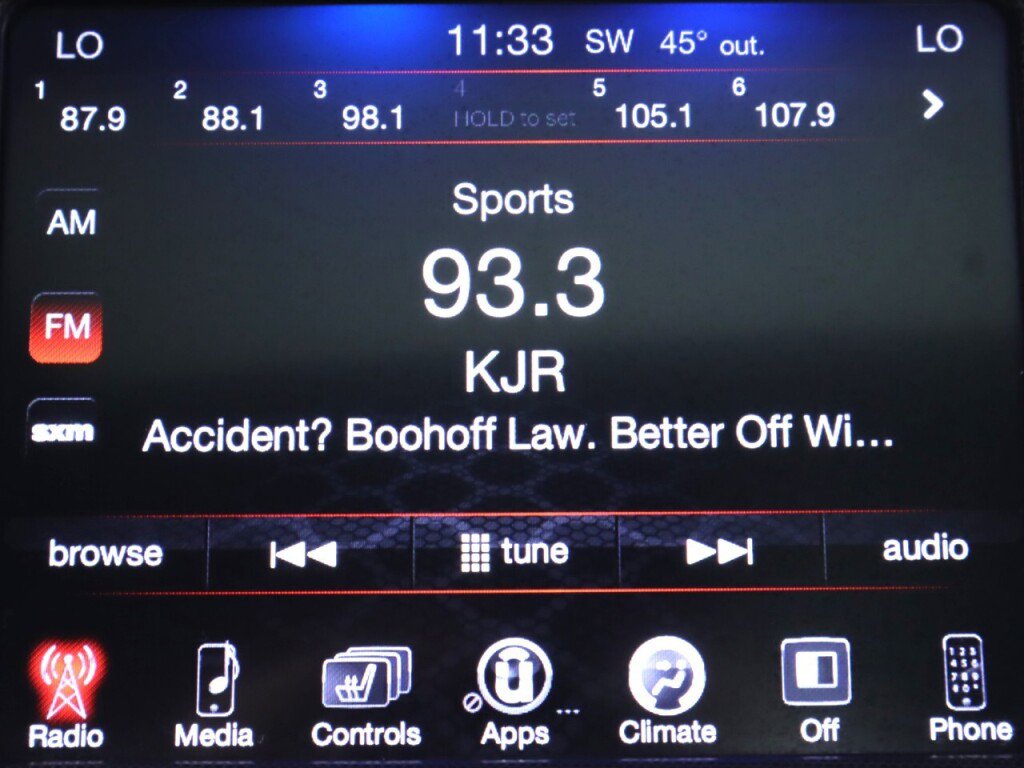 LO 11:33 SW 45° out. LO
1 87.9 2 88.1 3 98.1 4 HOLD to set 5 105.1 6 107.9
Sports
AM
93.3
FM
KJR
sxm
Accident? Boohoff Law. Better Off Wi...
browse tune audio
Radio Media Controls Apps ... Climate Off Phone